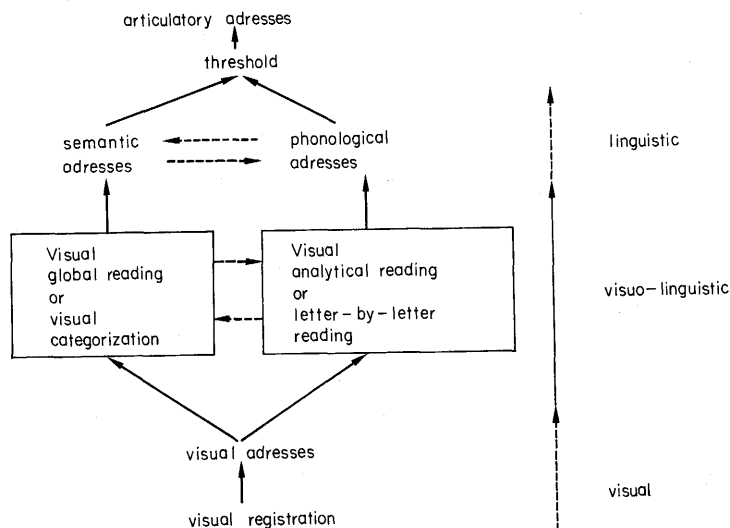 articulatory adresses
threshold
semantic
adresses
phonological
adresses
linguistic
Visual
global reading
or
visual
categorization
Visual
analytical reading
or
letter-by-letter
reading
visuo-linguistic
visual adresses
visual
visual registration